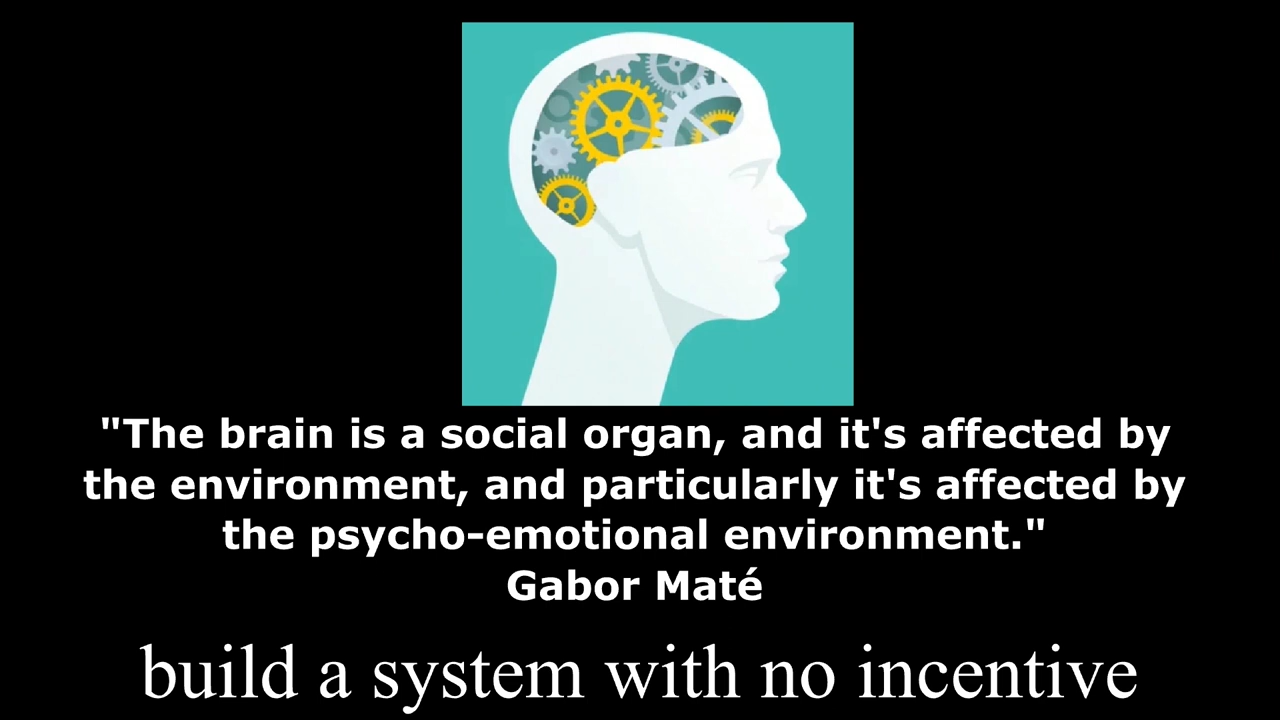 "The brain is a social organ, and it's affected by
the environment, and particularly it's affected by
the psycho-emotional environment."
Gabor Maté
build a system with no incentive